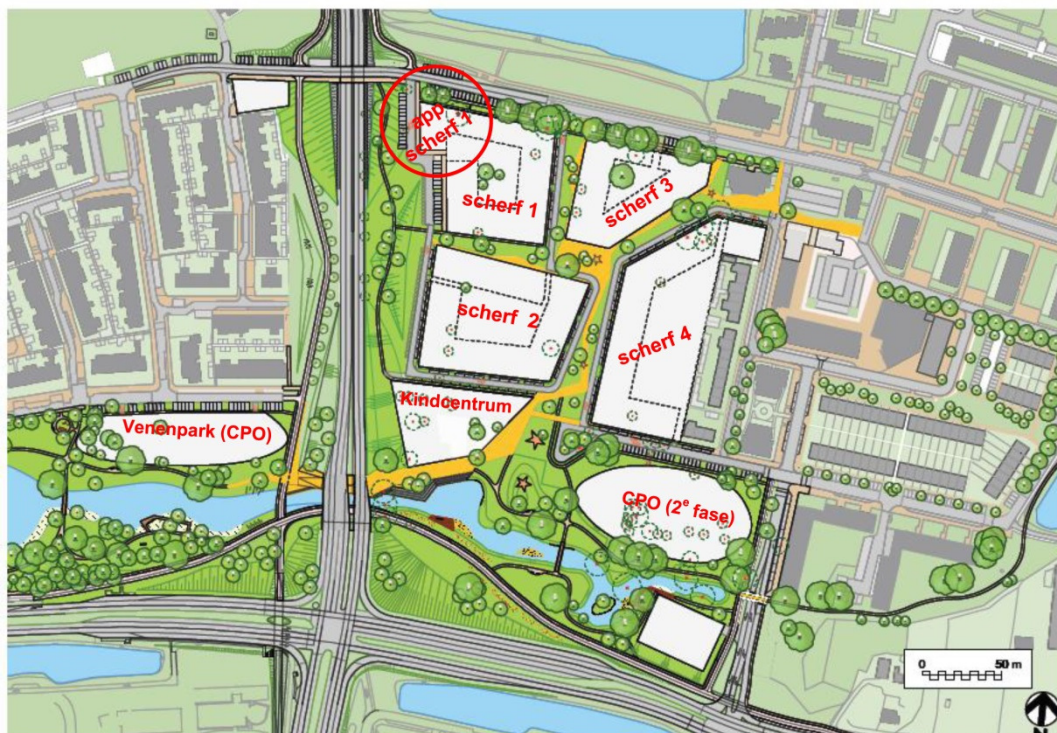 app.
scherf 1
scherf 1
scherf 3
scherf 2
scherf 4
Kindcentrum
Venenpark (CPO)
CPO (2e fase)
0 50 m
N